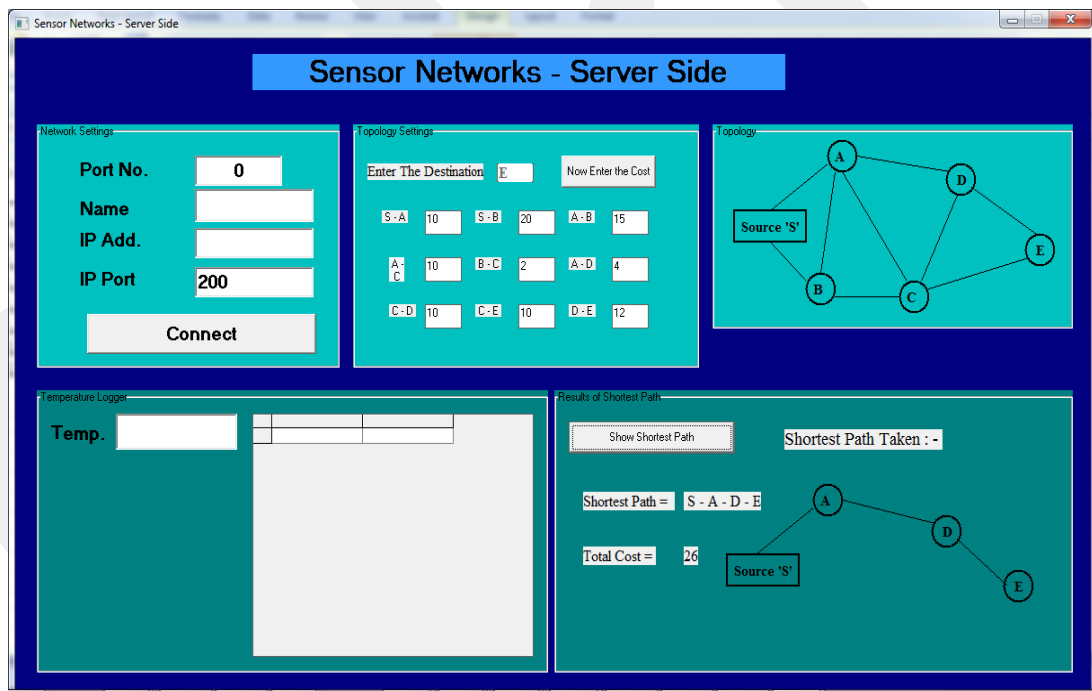 Sensor Networks - Server Side
Sensor Networks - Server Side
Network Settings
Port No. 0
Name
IP Add.
IP Port 200
Connect
Topology Settings
Enter The Destination E Now Enter the Cost
S - A 10 S - B 20 A - B 15
A - C 10 B - C 2 A - D 4
C - D 10 C - E 10 D - E 12
Topology
A
D
Source 'S'
E
B
C
Temperature Logger
Temp.
Results of Shortest Path
Show Shortest Path Shortest Path Taken : -
Shortest Path = S - A - D - E
Total Cost = 26
A
D
Source 'S'
E